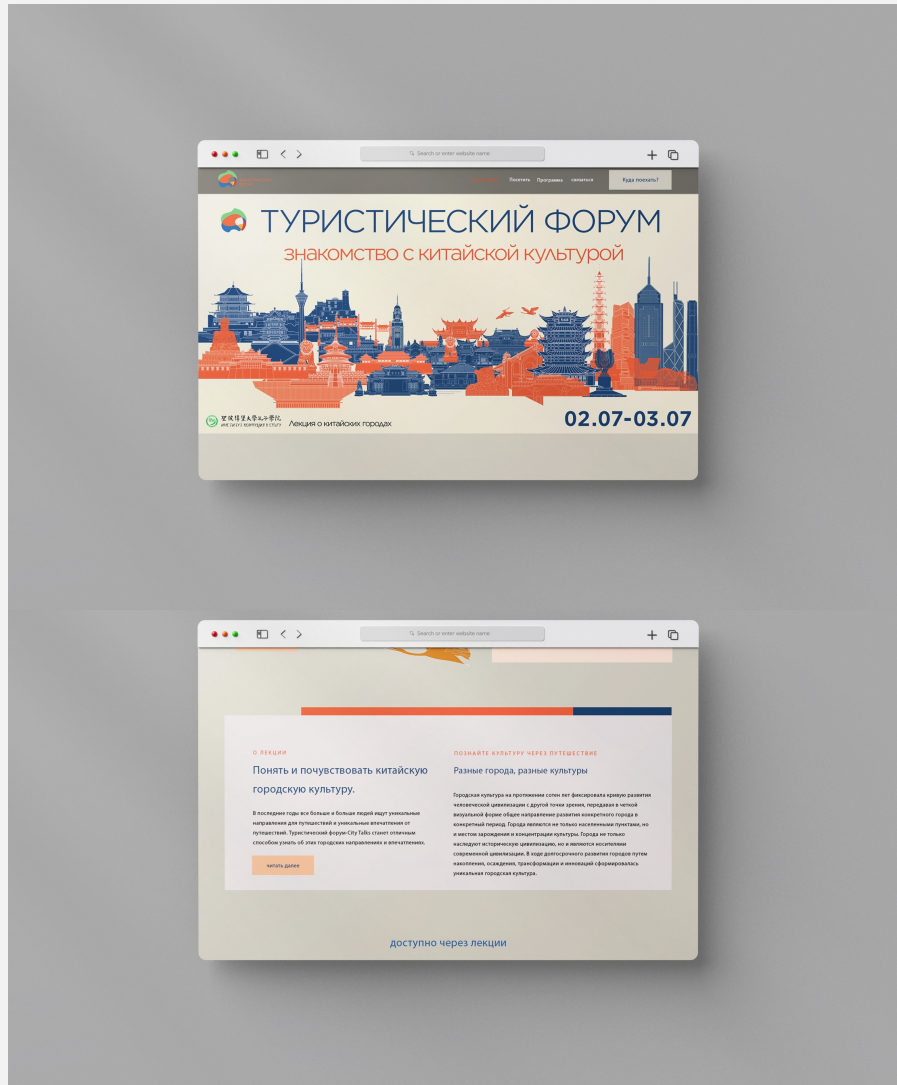 Search or enter website name
Посетить Программа связаться Куда поехать?
ТУРИСТИЧЕСКИЙ ФОРУМ
знакомство с китайской культурой
Лекция о китайских городах
02.07-03.07
Search or enter website name
О ЛЕКЦИИ
Понять и почувствовать китайскую
городскую культуру.
В последние годы все больше и больше людей ищут уникальные
направления для путешествий и уникальные впечатления от
путешествий. Туристический форум-City Talks станет отличным
способом узнать об этих городских направлениях и впечатлениях.
читать далее
ПОЗНАЙТЕ КУЛЬТУРУ ЧЕРЕЗ ПУТЕШЕСТВИЕ
Разные города, разные культуры
Городская культура на протяжении сотен лет фиксировала кривую развития
человеческой цивилизации с другой точки зрения, передавая в четкой
визуальной форме общее направление развития конкретного города в
конкретный период. Города являются не только населенными пунктами, но
и местом зарождения и концентрации культуры. Города не только
наследуют историческую цивилизацию, но и являются носителями
современной цивилизации. В ходе долгосрочного развития городов путем
накопления, осаждения, трансформации и инноваций сформировалась
уникальная городская культура.
доступно через лекции